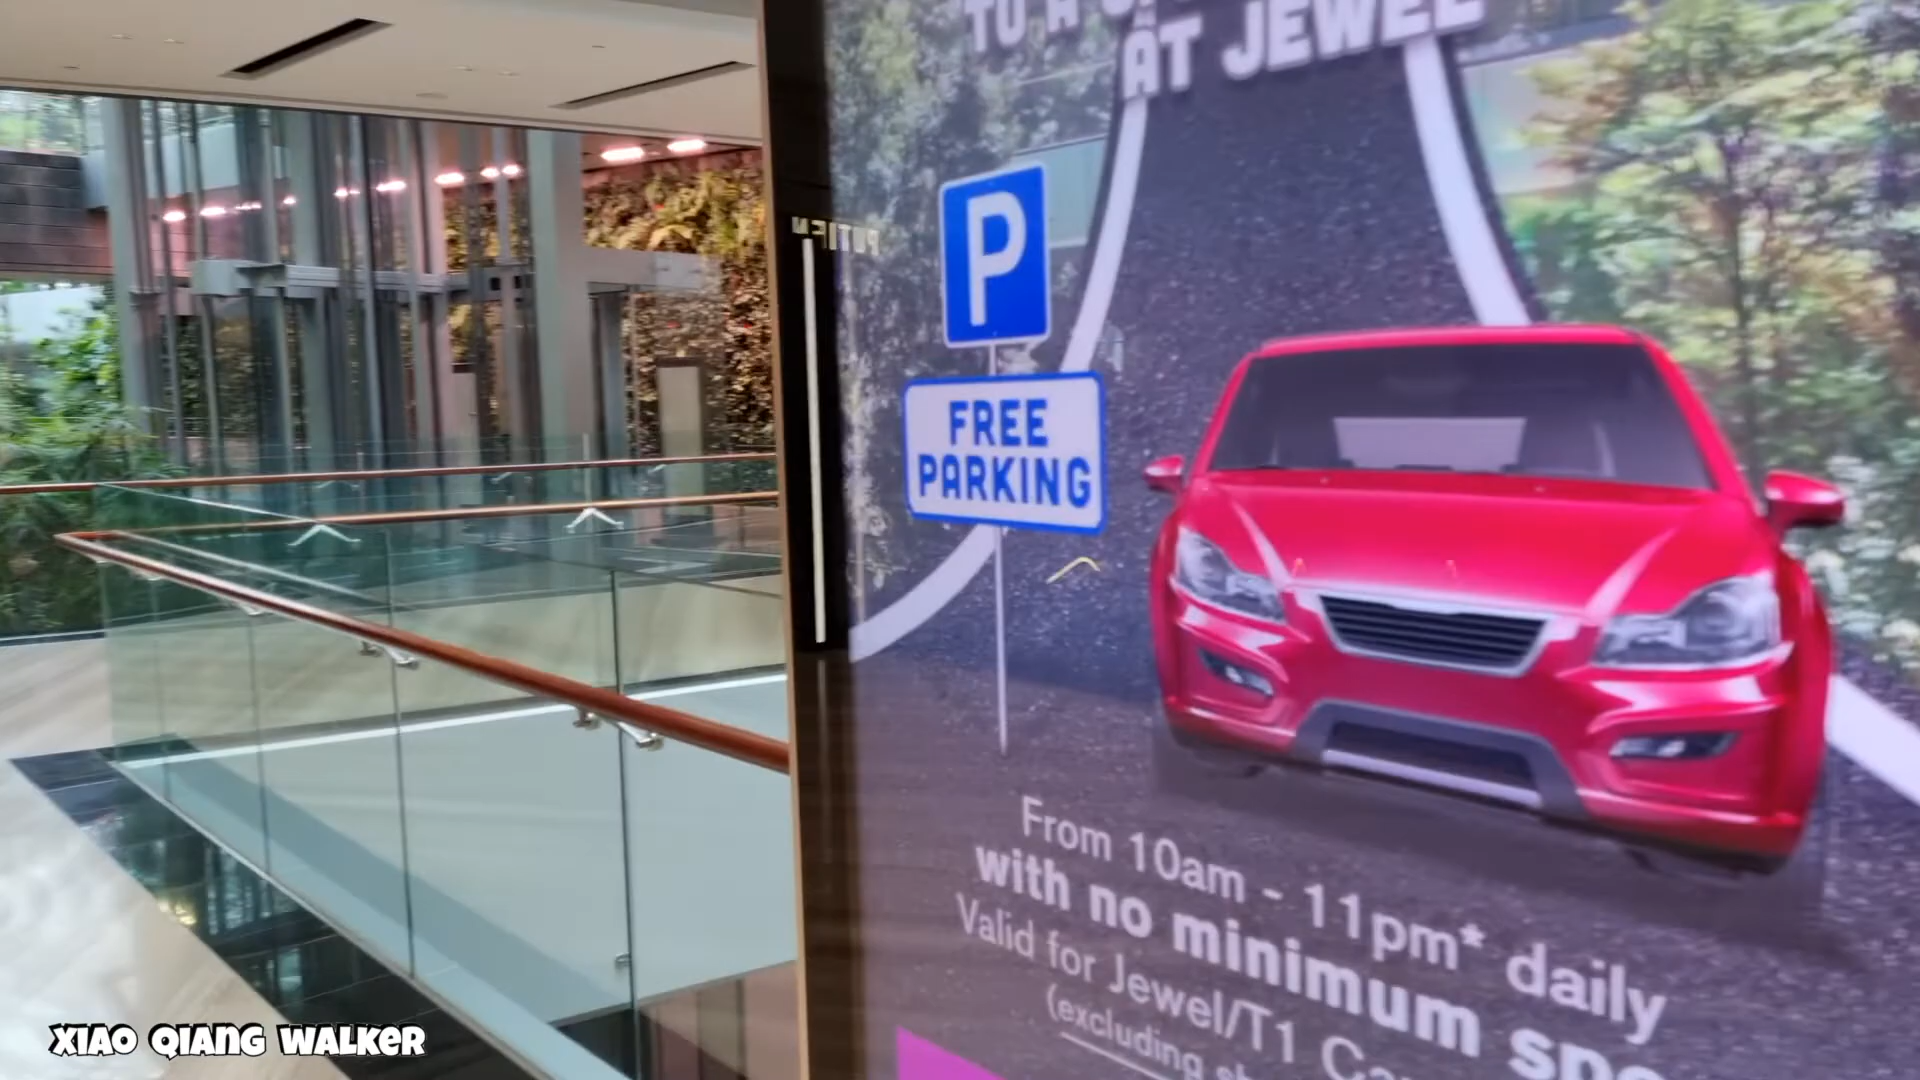 AT JEWEL
P
FREE
PARKING
From 10am - 11pm* daily
with no minimum
Valid for Jewel/T1
(excluding
XIAO QIANG WALKER